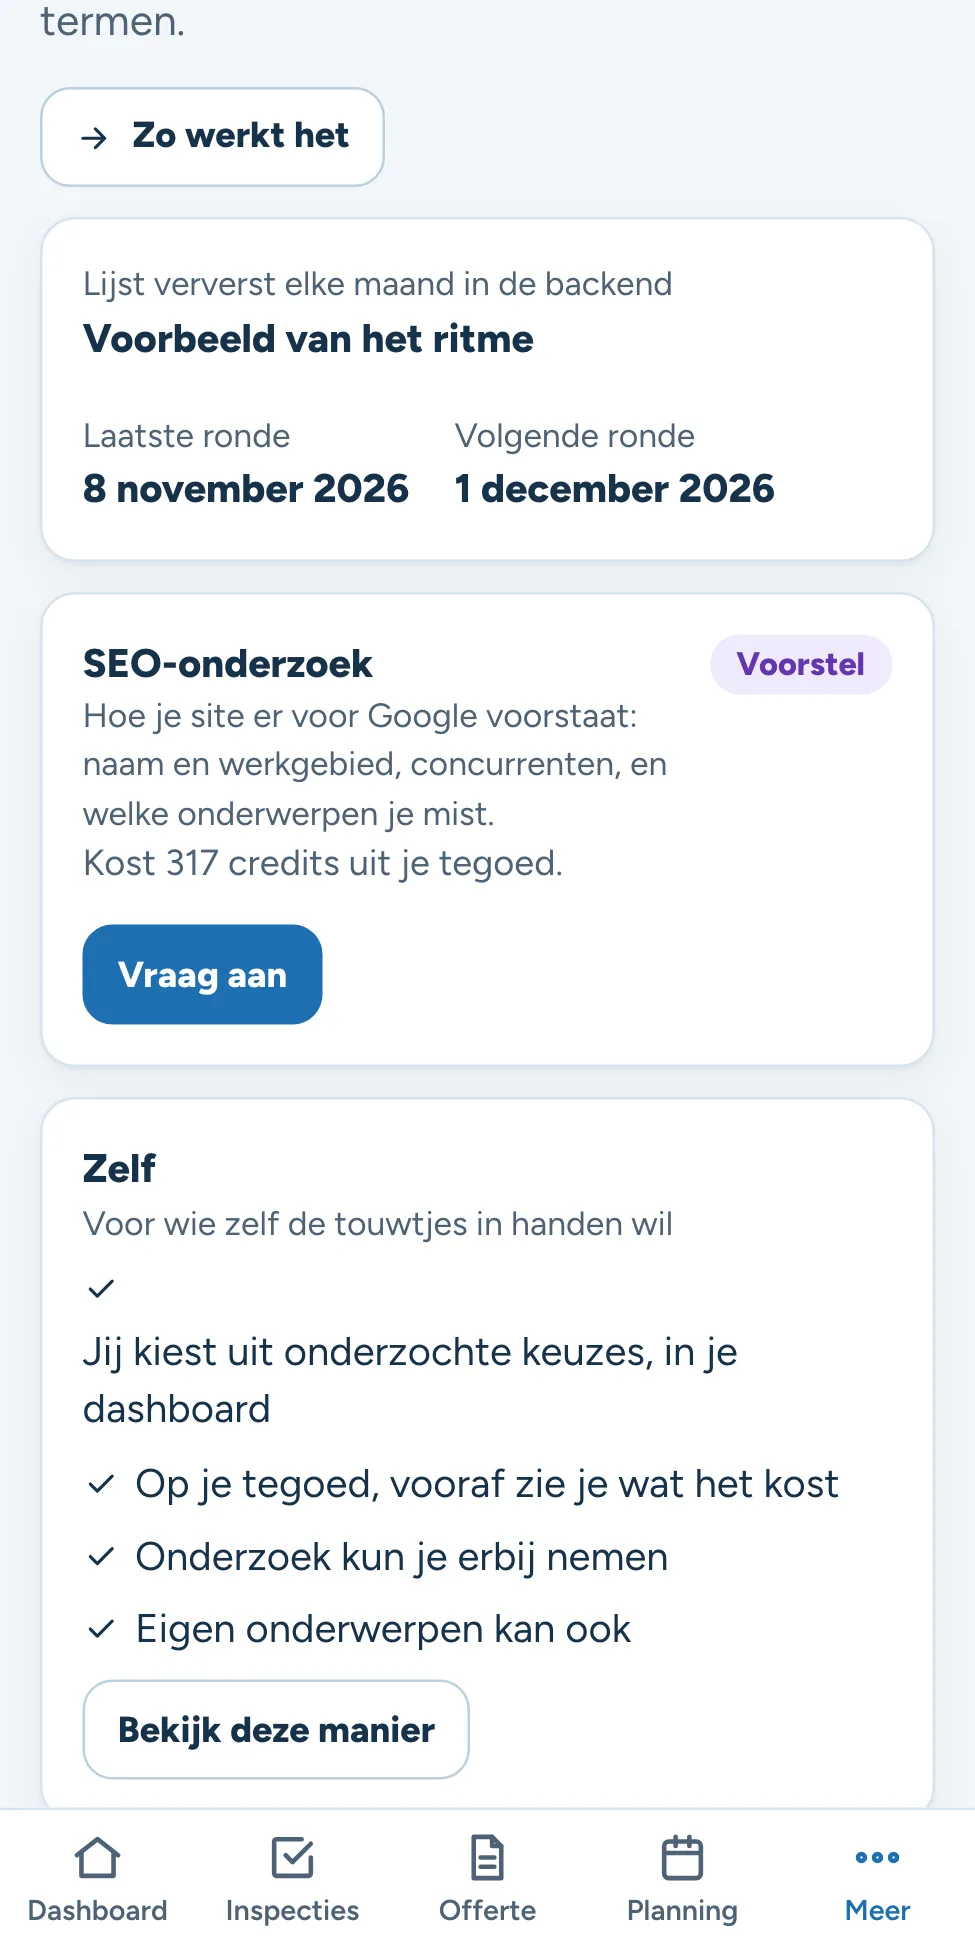 termen.
Zo werkt het
Lijst ververst elke maand in de backend
Voorbeeld van het ritme
Laatste ronde
8 november 2026
Volgende ronde
1 december 2026
SEO-onderzoek
Voorstel
Hoe je site er voor Google voorstaat:
naam en werkgebied, concurrenten, en
welke onderwerpen je mist.
Kost 317 credits uit je tegoed.
Vraag aan
Zelf
Voor wie zelf de touwtjes in handen wil
Jij kiest uit onderzochte keuzes, in je
dashboard
Op je tegoed, vooraf zie je wat het kost
Onderzoek kun je erbij nemen
Eigen onderwerpen kan ook
Bekijk deze manier
Dashboard
Inspecties
Offerte
Planning
Meer